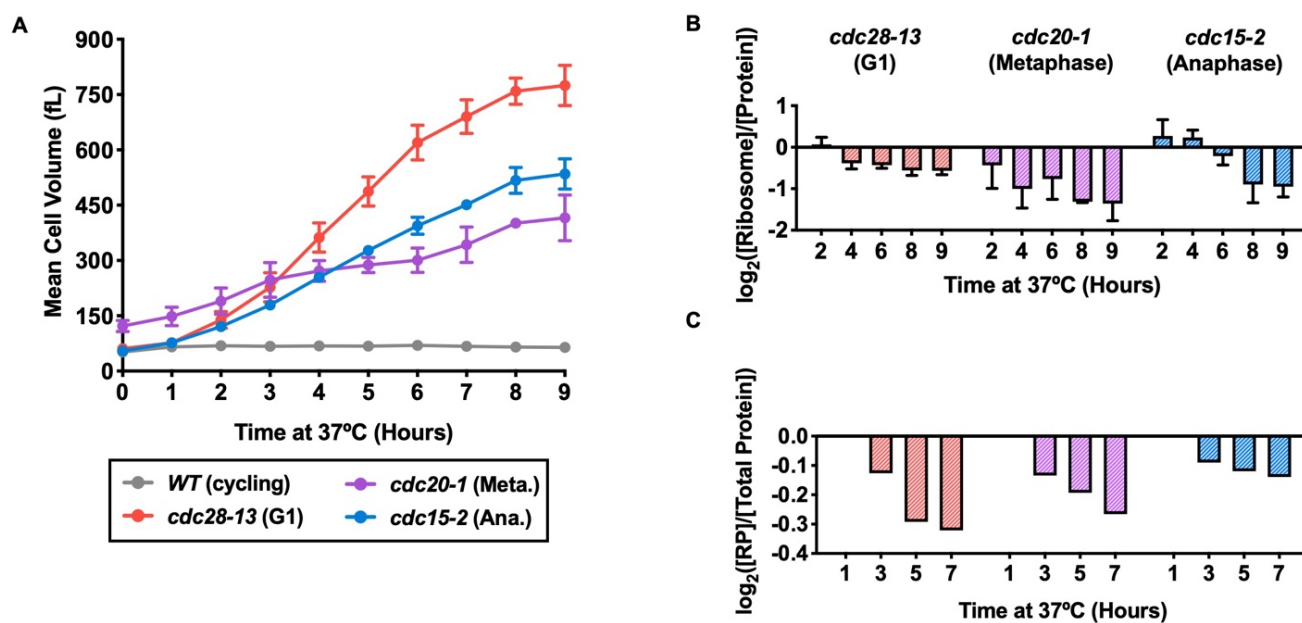 A
900
750
600
450
300
150
0
Mean Cell Volume (fL)
0 1 2 3 4 5 6 7 8 9
Time at 37ºC (Hours)
WT (cycling)
cdc20-1 (Meta.)
cdc28-13 (G1)
cdc15-2 (Ana.)
B
cdc28-13
(G1)
cdc20-1
(Metaphase)
cdc15-2
(Anaphase)
log2([Ribosome]/[Protein])
1
0
-1
-2
2 4 6 8 9 2 4 6 8 9 2 4 6 8 9
Time at 37ºC (Hours)
C
log2([RP]/[Total Protein])
0.0
-0.1
-0.2
-0.3
-0.4
1 3 5 7 1 3 5 7 1 3 5 7
Time at 37ºC (Hours)